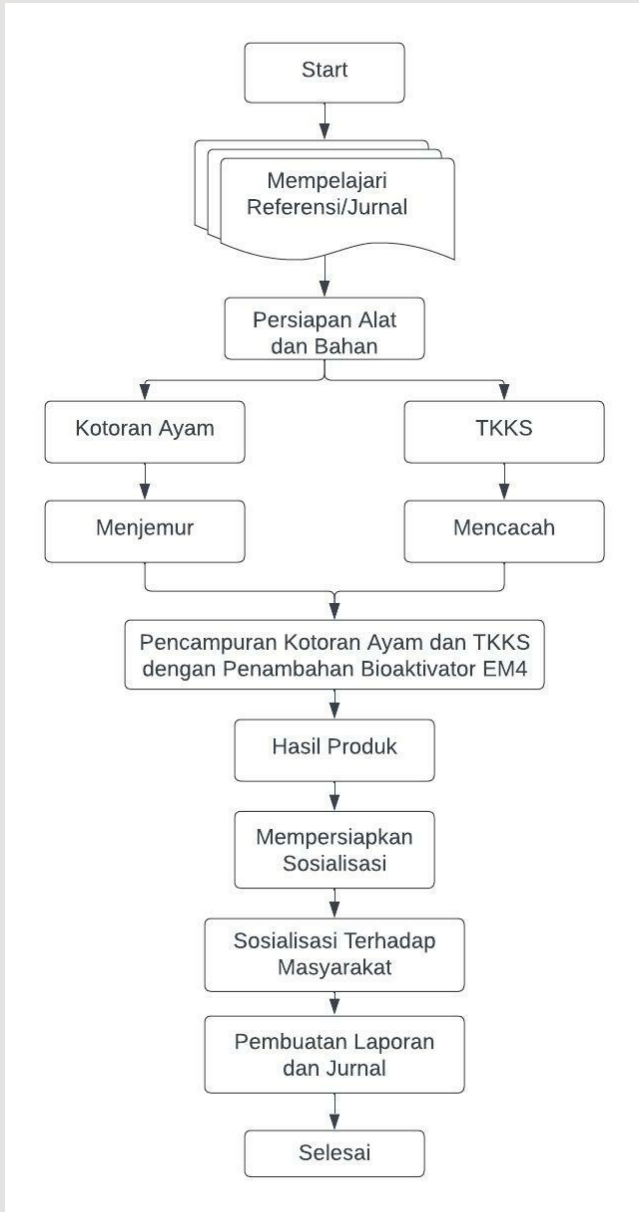 Start
Mempelajari
Referensi/Jurnal
Persiapan Alat
dan Bahan
Kotoran Ayam
TKKS
Menjemur
Mencacah
Pencampuran Kotoran Ayam dan TKKS
dengan Penambahan Bioaktivator EM4
Hasil Produk
Mempersiapkan
Sosialisasi
Sosialisasi Terhadap
Masyarakat
Pembuatan Laporan
dan Jurnal
Selesai